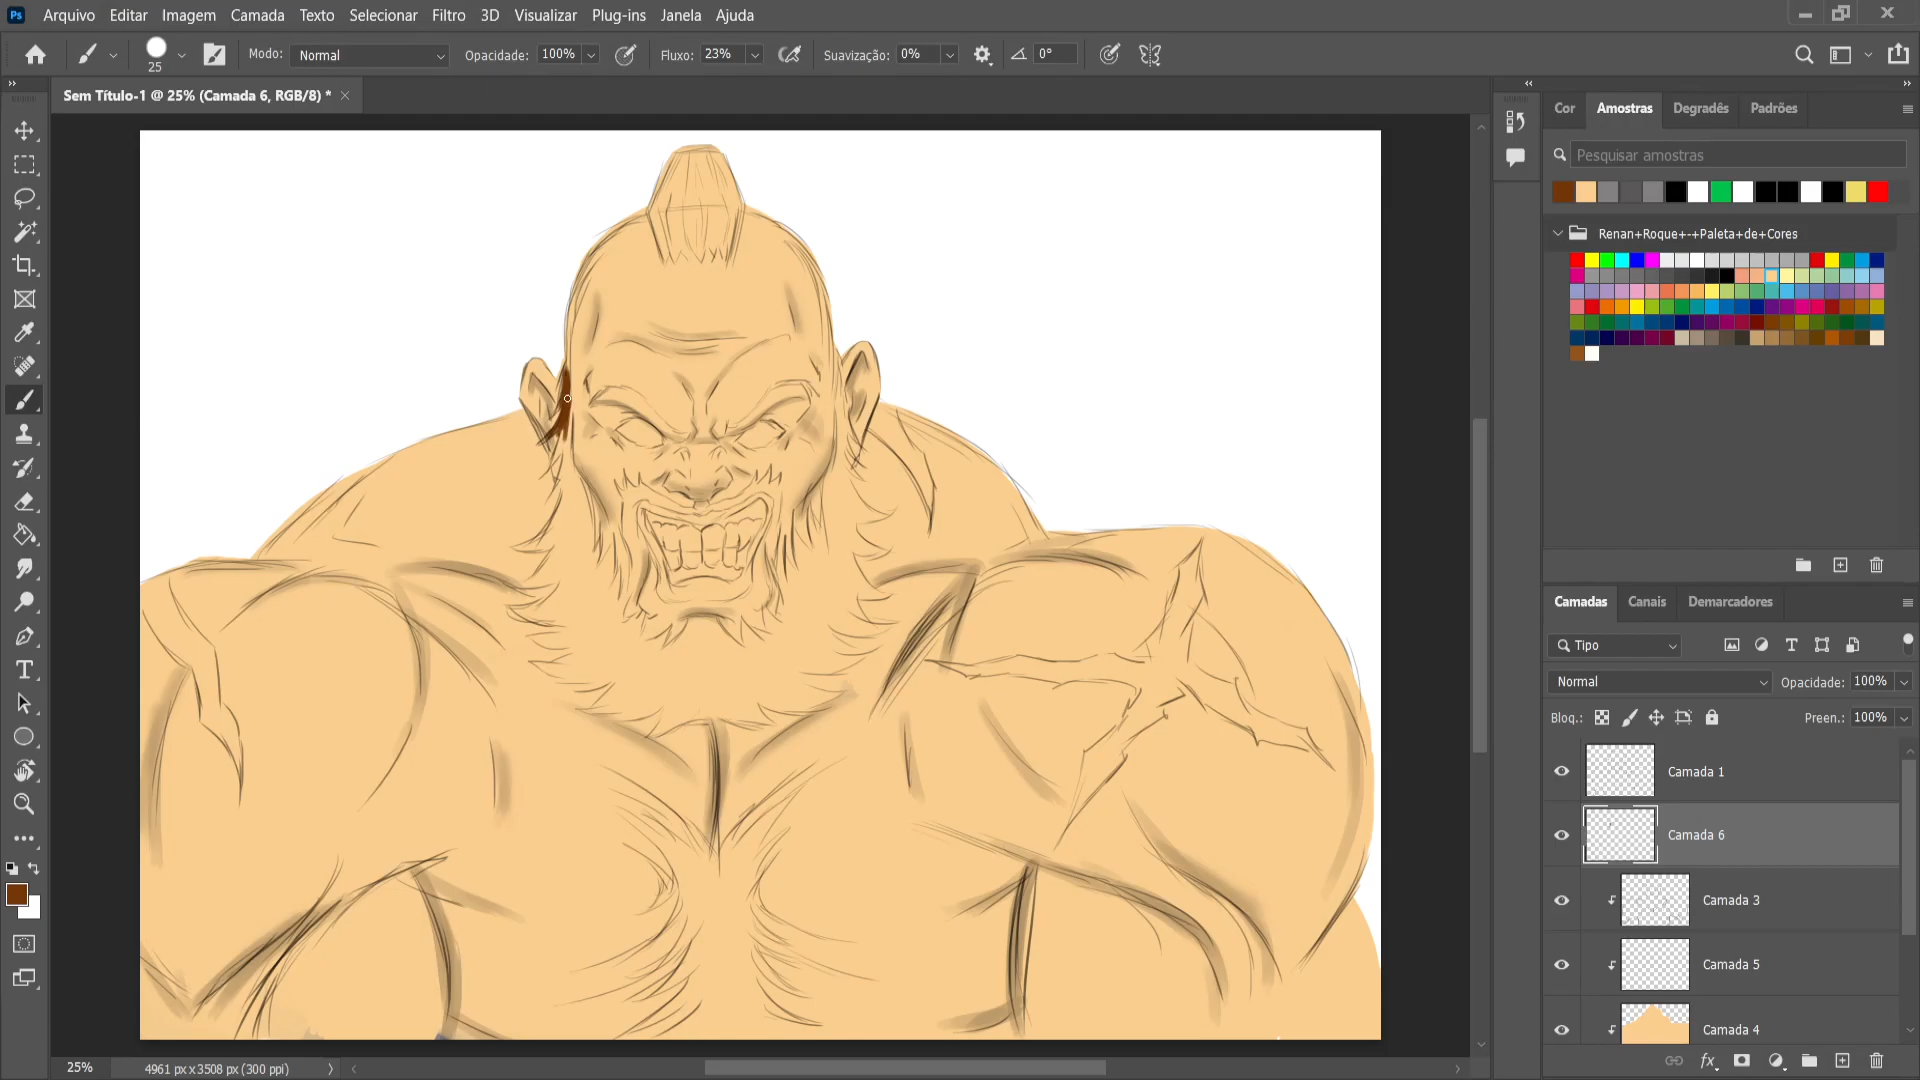 Ps Arquivo Editar Imagem Camada Texto Selecionar Filtro 3D Visualizar Plug-ins Janela Ajuda
25 Modo: Normal Opacidade: 100% Fluxo: 23% Suavização: 0% 0°
Sem Título-1 @ 25% (Camada 6, RGB/8) *
Cor Amostras Degradês Padrões
Pesquisar amostras
Renan+Roque+-+Paleta+de+Cores
Camadas Canais Demarcadores
Tipo
Normal Opacidade: 100%
Bloq.: Preen.: 100%
Camada 1
Camada 6
Camada 3
Camada 5
Camada 4
fx
25% 4961 px x 3508 px (300 ppi)